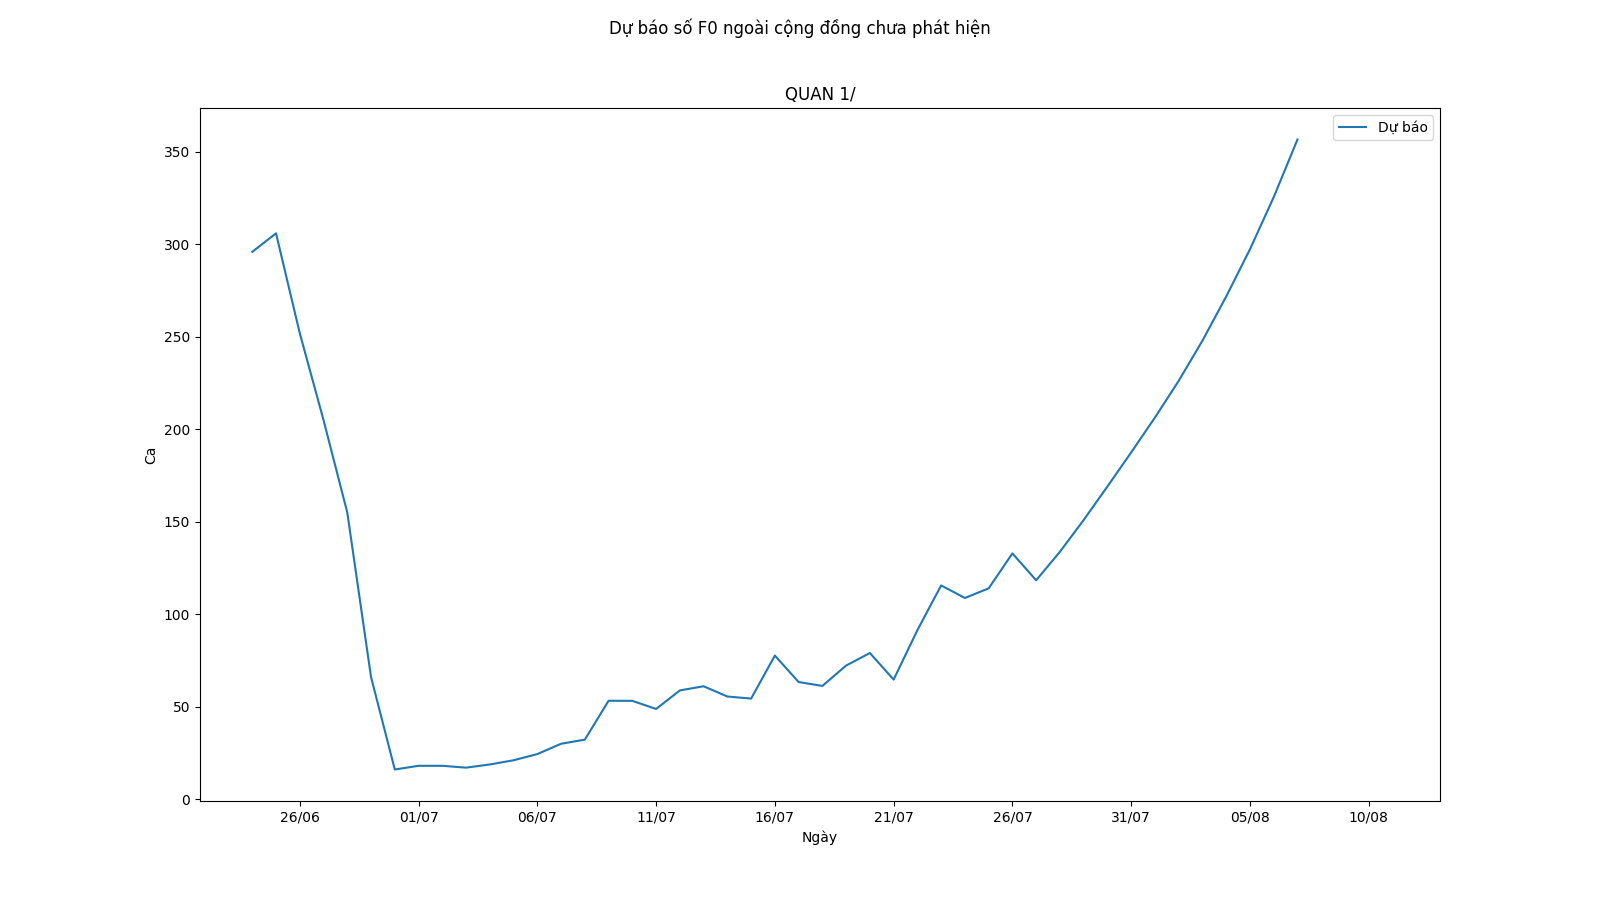 Dự báo số F0 ngoài cộng đồng chưa phát hiện
QUAN 1/
Dự báo
350
300
250
200
150
100
50
0
Ca
26/06 01/07 06/07 11/07 16/07 21/07 26/07 31/07 05/08 10/08
Ngày